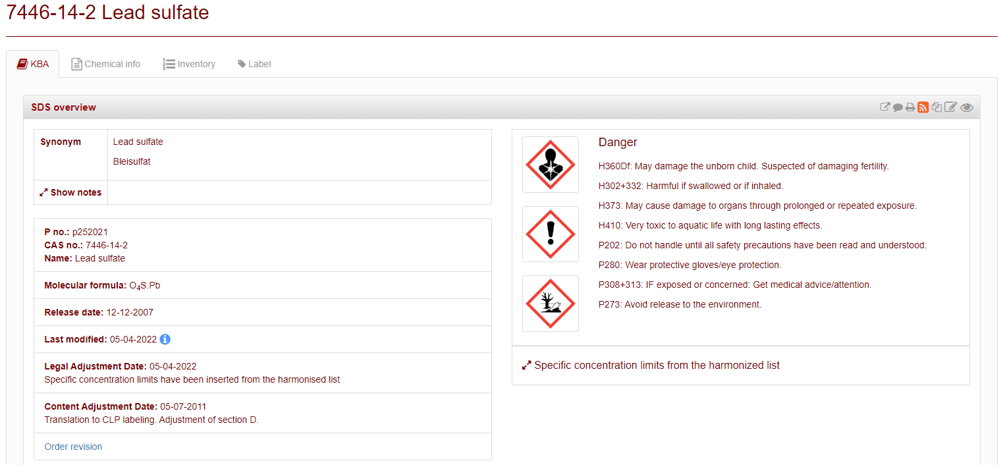 7446-14-2 Lead sulfate
KBA
Chemical info
Inventory
Label
SDS overview
Synonym
Lead sulfate
Bleisulfat
Show notes
P no.: p252021
CAS no.: 7446-14-2
Name: Lead sulfate
Molecular formula: O4S.Pb
Release date: 12-12-2007
Last modified: 05-04-2022
Legal Adjustment Date: 05-04-2022
Specific concentration limits have been inserted from the harmonised list
Content Adjustment Date: 05-07-2011
Translation to CLP labeling. Adjustment of section D.
Order revision
Danger
H360Df: May damage the unborn child. Suspected of damaging fertility.
H302+332: Harmful if swallowed or if inhaled.
H373: May cause damage to organs through prolonged or repeated exposure.
H410: Very toxic to aquatic life with long lasting effects.
P202: Do not handle until all safety precautions have been read and understood.
P280: Wear protective gloves/eye protection.
P308+313: IF exposed or concerned: Get medical advice/attention.
P273: Avoid release to the environment.
Specific concentration limits from the harmonized list